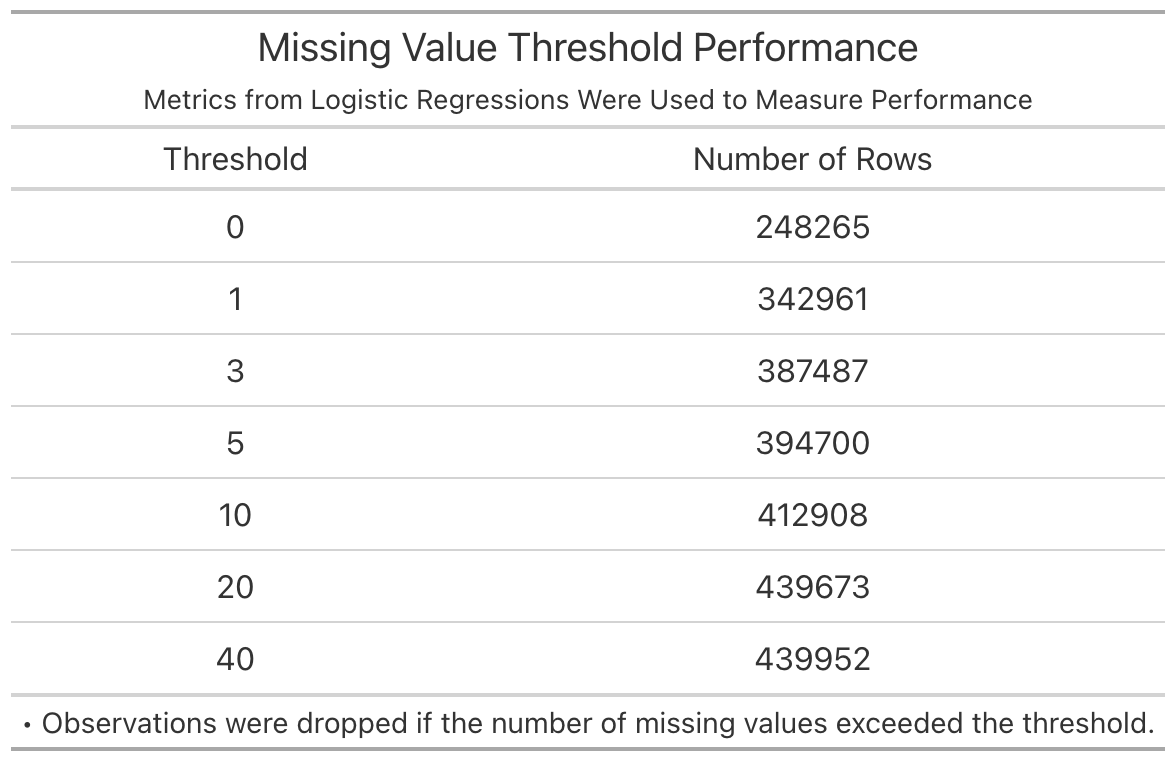 Missing Value Threshold Performance
Metrics from Logistic Regressions Were Used to Measure Performance
Threshold Number of Rows
0 248265
1 342961
3 387487
5 394700
10 412908
20 439673
40 439952
• Observations were dropped if the number of missing values exceeded the threshold.